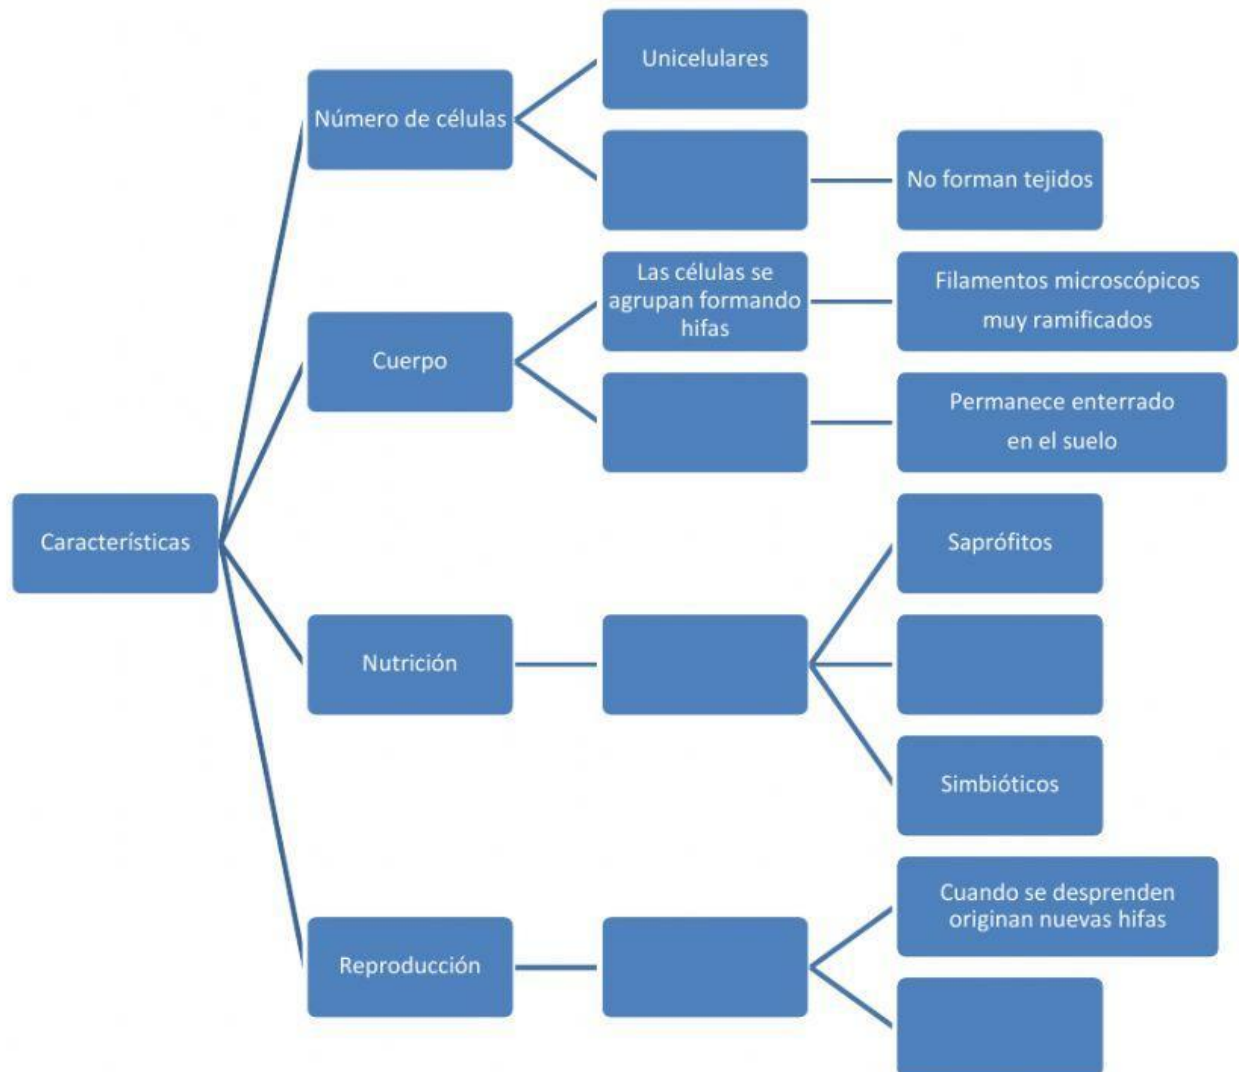 Unicelulares
Número de células
No forman tejidos
Las células se
agrupan formando
hifas
Filamentos microscópicos
muy ramificados
Cuerpo
Permanece enterrado
en el suelo
Características
Saprófitos
Nutrición
Simbióticos
Cuando se desprenden
originan nuevas hifas
Reproducción